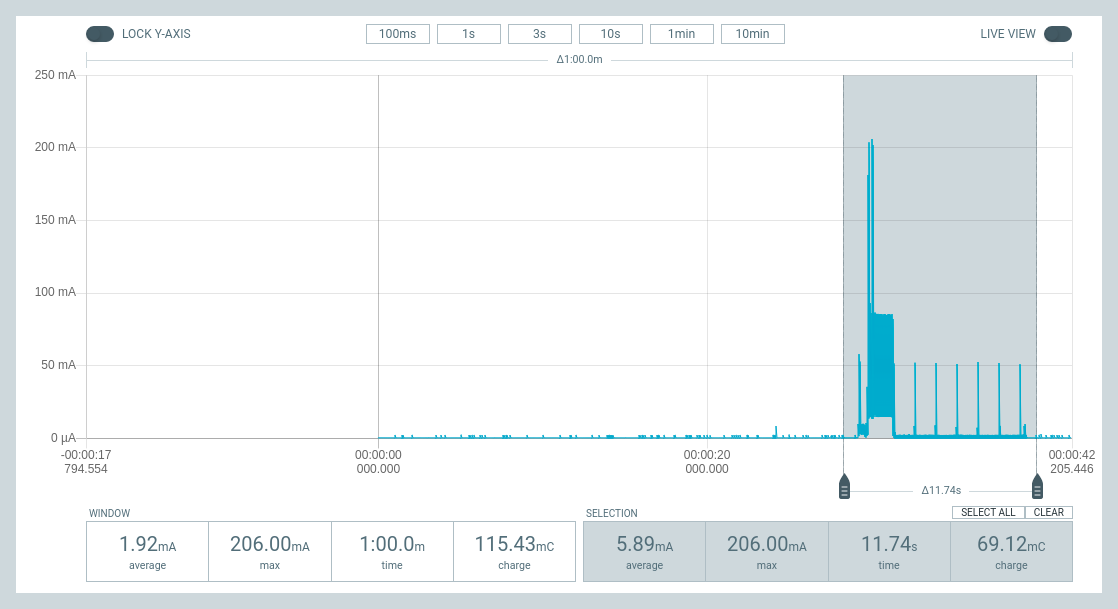 LOCK Y-AXIS 100ms 1s 3s 10s 1min 10min LIVE VIEW
Δ1:00.0m
250 mA
200 mA
150 mA
100 mA
50 mA
0 µA
-00:00:17 00:00:00 00:00:20 00:00:42
794.554 000.000 000.000 205.446
Δ11.74s
WINDOW SELECTION SELECT ALL CLEAR
1.92mA 206.00mA 1:00.0m 115.43mC 5.89mA 206.00mA 11.74s 69.12mC
average max time charge average max time charge